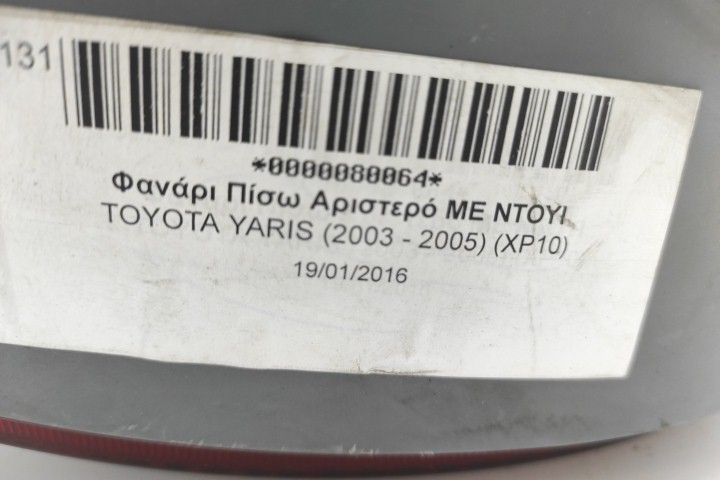 131
*0000080064*
Φανάρι Πίσω Αριστερό ΜΕ ΝΤΟΥΙ
TOYOTA YARIS (2003 - 2005) (XP10)
19/01/2016